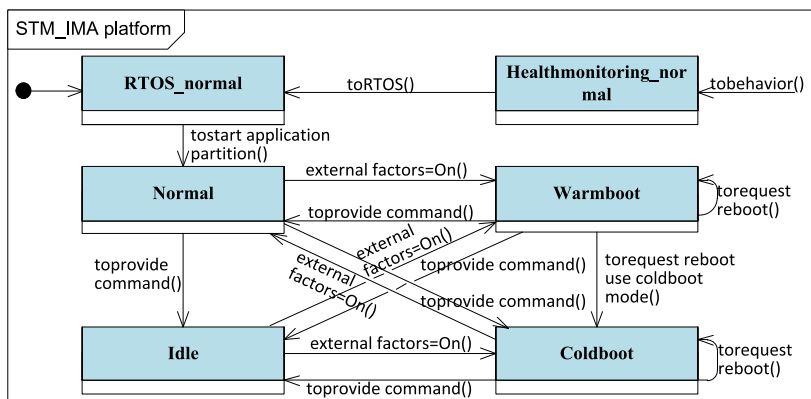 STM_IMA platform
RTOS_normal
Healthmonitoring_nor
mal
toRTOS()
tobehavior()
tostart application
partition()
Normal
external factors=On()
Warmboot
torequest
reboot()
toprovide command()
toprovide
command()
external
factors=On()
external
factors=On()
toprovide command()
toprovide command()
torequest reboot
use coldboot
mode()
Idle
external factors=On()
Coldboot
torequest
reboot()
toprovide command()